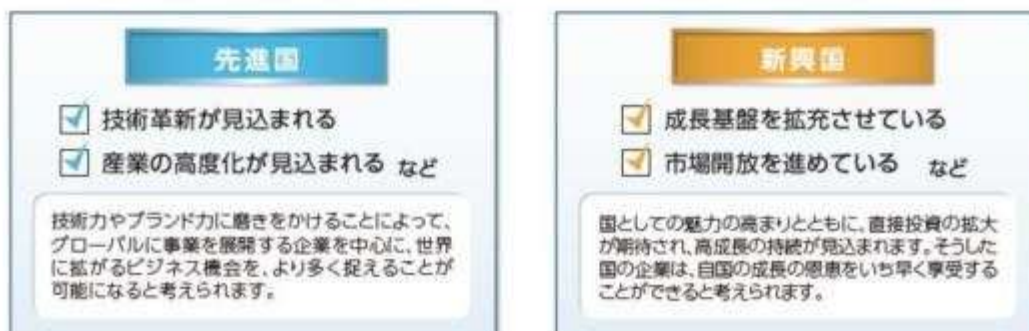 先進国
技術革新が見込まれる
産業の高度化が見込まれる など
技術力やブランド力に磨きをかけることによって、
グローバルに事業を展開する企業を中心に、世界
に拡がるビジネス機会を、より多く捉えることが
可能になると考えられます。
新興国
成長基盤を拡充させている
市場開放を進めている など
国としての魅力の高まりとともに、直接投資の拡大
が期待され、高成長の持続が見込まれます。そうした
国の企業は、自国の成長の恩恵をいち早く享受する
ことができると考えられます。